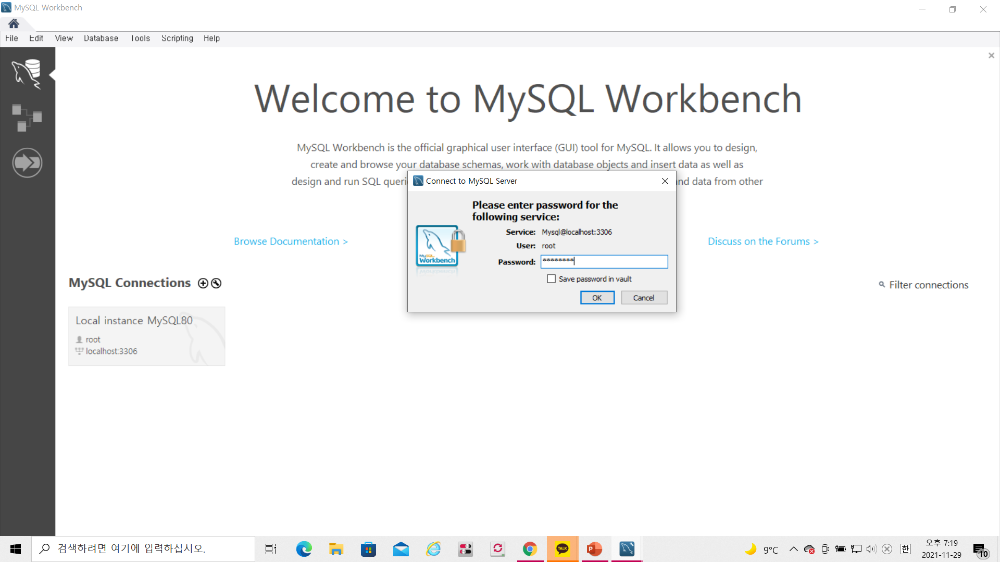 MySQL Workbench
File Edit View Database Tools Scripting Help
Welcome to MySQL Workbench
MySQL Workbench is the official graphical user interface (GUI) tool for MySQL. It allows you to design,
create and browse your database schemas, work with database objects and insert data as well as
design and run SQL queri
nd data from other
Connect to MySQL Server
Please enter password for the
following service:
Service: Mysql@localhost:3306
User: root
Password: ********
Save password in vault
OK Cancel
MySQL
Workbench
Browse Documentation >
Discuss on the Forums >
MySQL Connections
Filter connections
Local instance MySQL80
root
localhost:3306
검색하려면 여기에 입력하십시오.
TALK
P
9°C
한
오후 7:19
2021-11-29
10